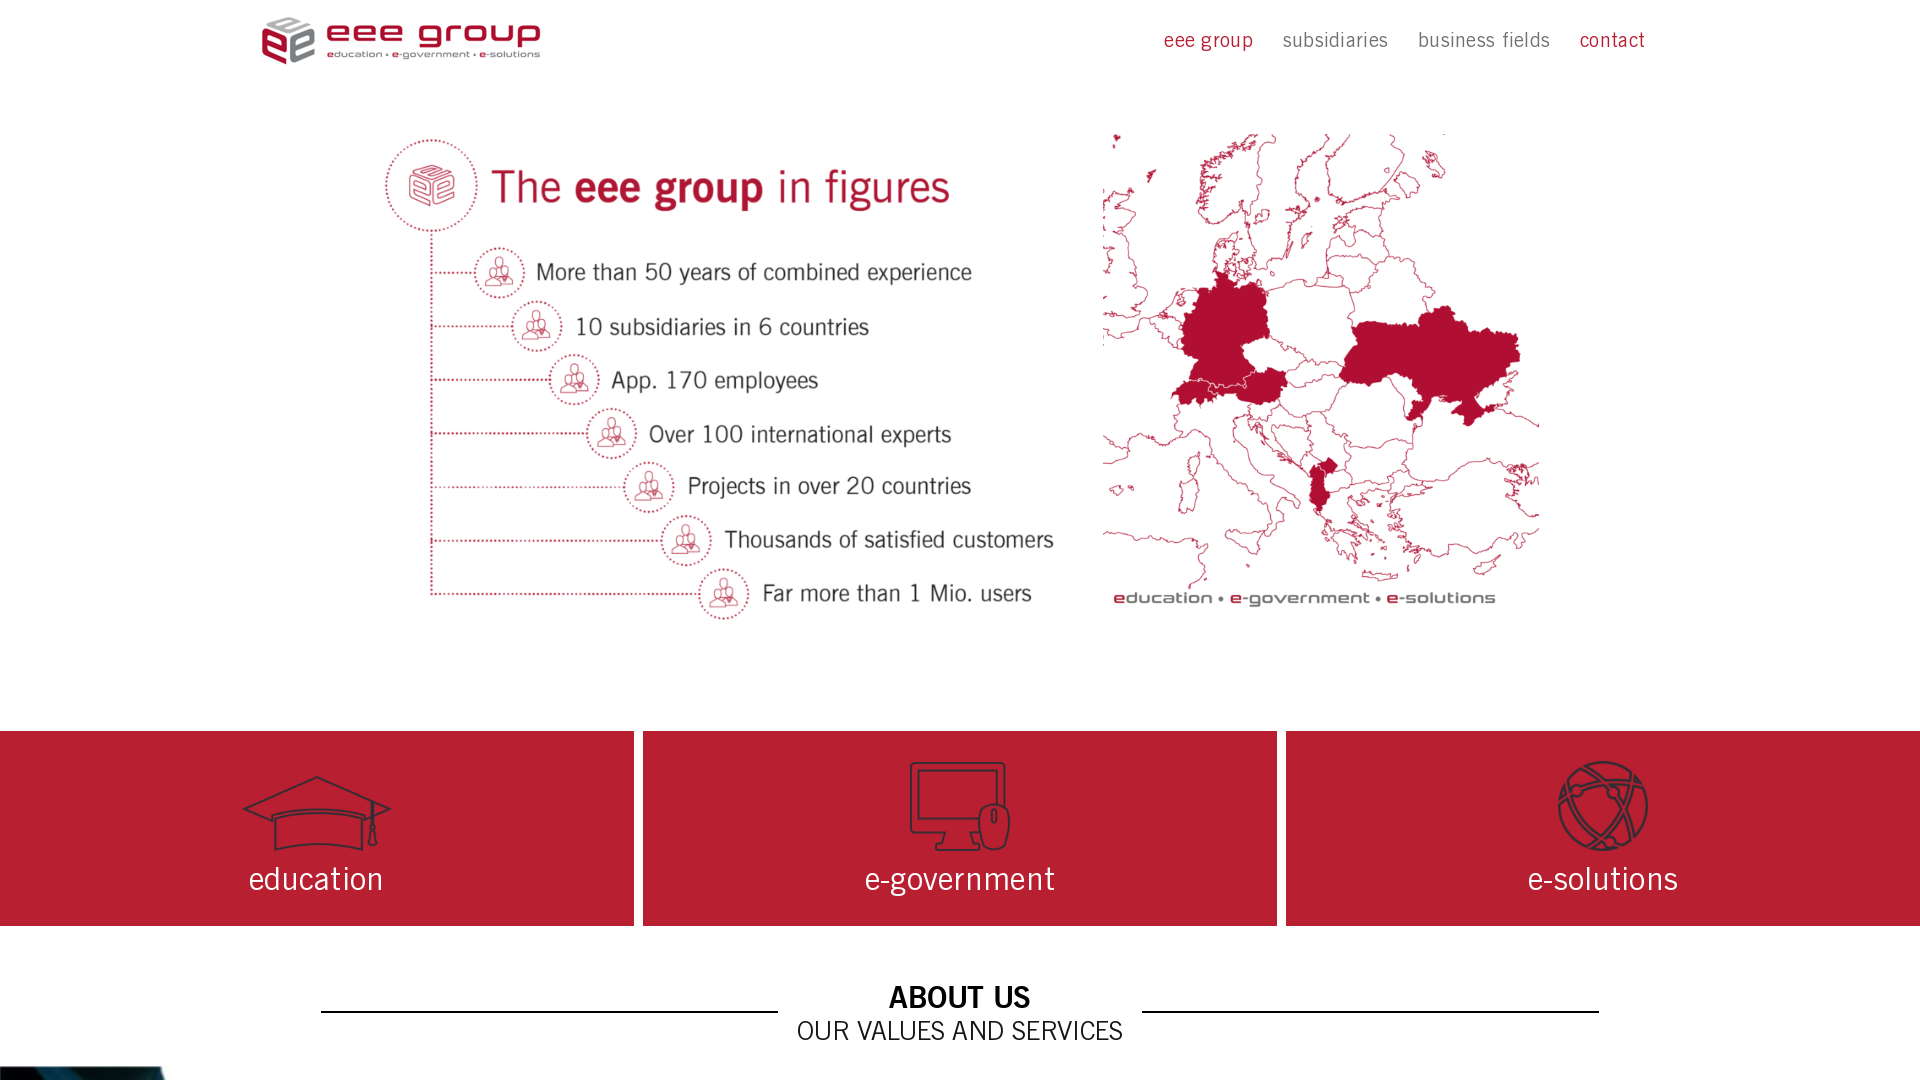 eee group
education • e-government • e-solutions
eee group
subsidiaries
business fields
contact
The eee group in figures
More than 50 years of combined experience
10 subsidiaries in 6 countries
App. 170 employees
Over 100 international experts
Projects in over 20 countries
Thousands of satisfied customers
Far more than 1 Mio. users
education • e-government • e-solutions
education
e-government
e-solutions
ABOUT US
OUR VALUES AND SERVICES